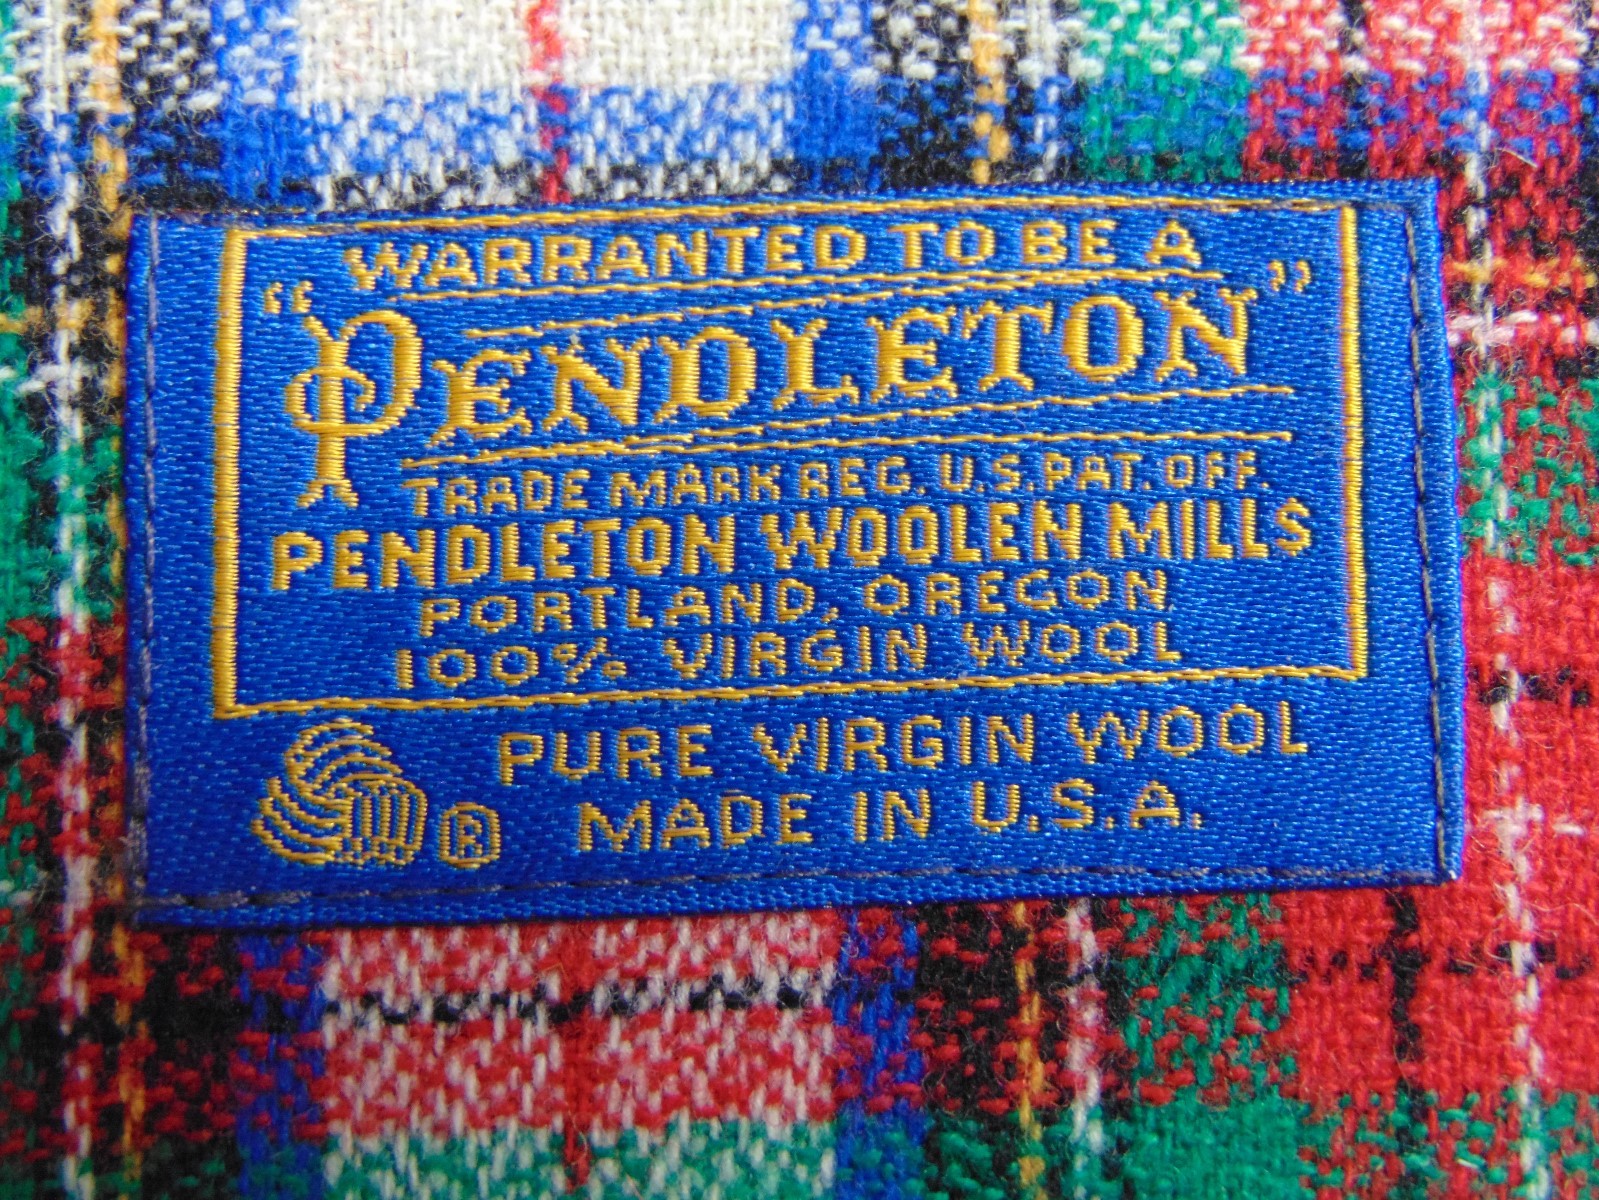 WARRANTED TO BE A
"PENDLETON"
TRADE MARK REG. U.S. PAT. OFF.
PENDLETON WOOLEN MILLS
PORTLAND, OREGON
100% VIRGIN WOOL
PURE VIRGIN WOOL
® MADE IN U.S.A.